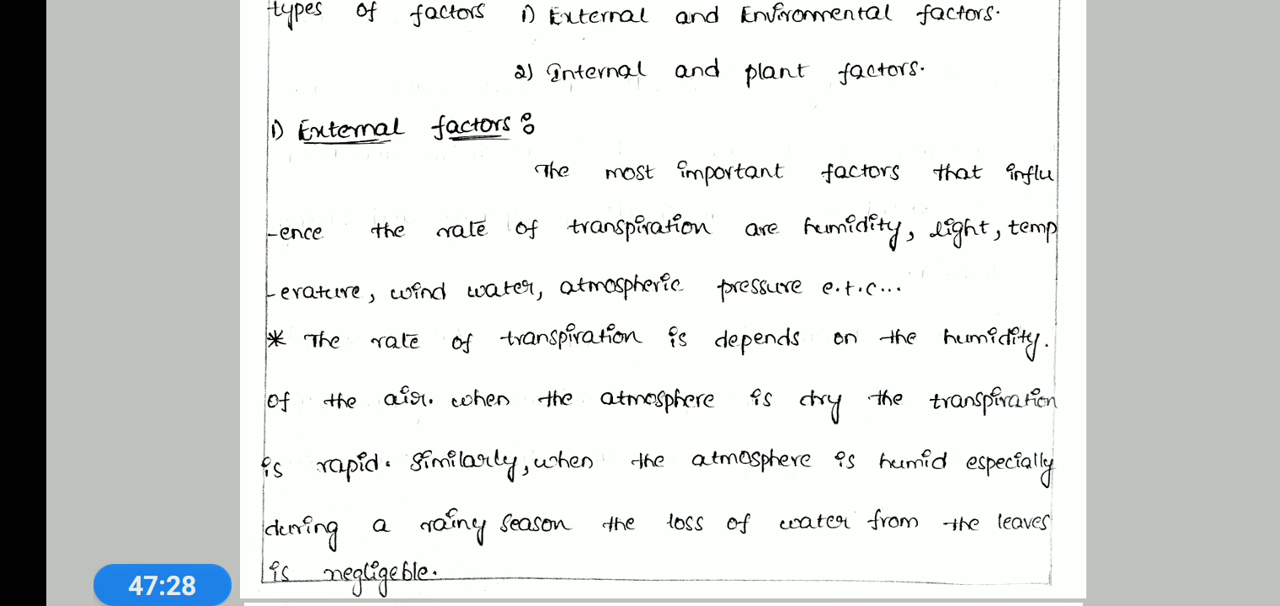 types of factors 1) External and Environmental factors.
2) Internal and plant factors.
1) External factors :
The most important factors that influ
-ence the rate of transpiration are humidity, light, temp
-erature, wind water, atmospheric pressure e.t.c...
* The rate of transpiration is depends on the humidity.
of the air. when the atmosphere is dry the transpiration
is rapid. Similarly, when the atmosphere is humid especially
during a rainy season the loss of water from the leaves
is negligeble.
47:28